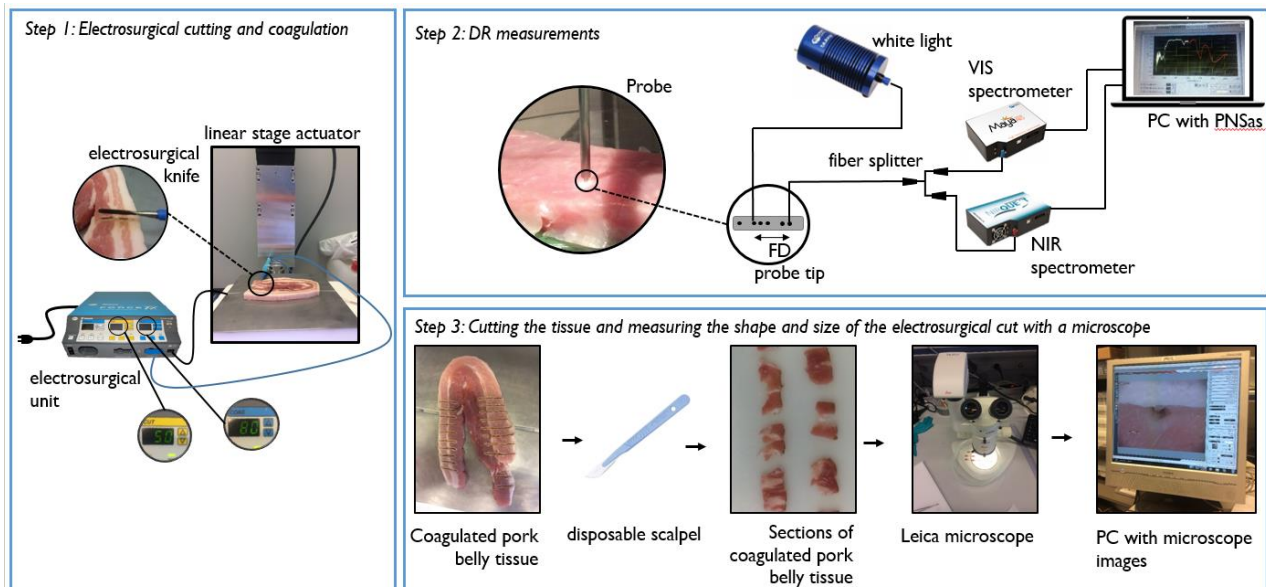 Step 1: Electrosurgical cutting and coagulation
linear stage actuator
electrosurgical
knife
electrosurgical
unit
CUT
50
80
Step 2: DR measurements
Probe
white light
VIS
spectrometer
Maya
PC with PNSas
fiber splitter
FD
probe tip
NIR
spectrometer
Step 3: Cutting the tissue and measuring the shape and size of the electrosurgical cut with a microscope
Coagulated pork
belly tissue
disposable scalpel
Sections of
coagulated pork
belly tissue
Leica microscope
PC with microscope
images